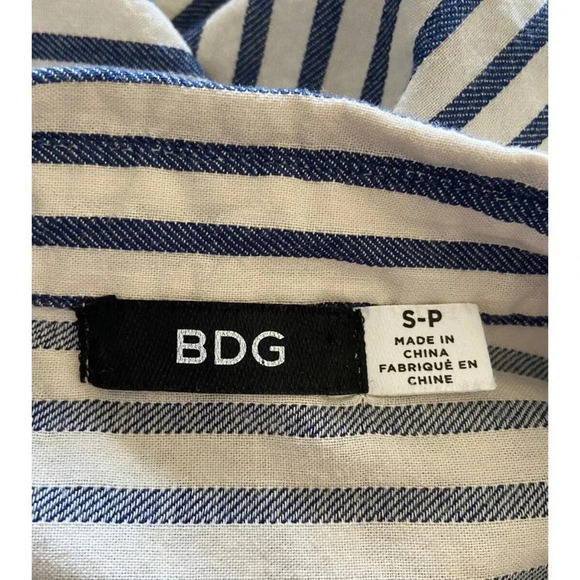 BDG
S-P
MADE IN
CHINA
FABRIQUÉ EN
CHINE